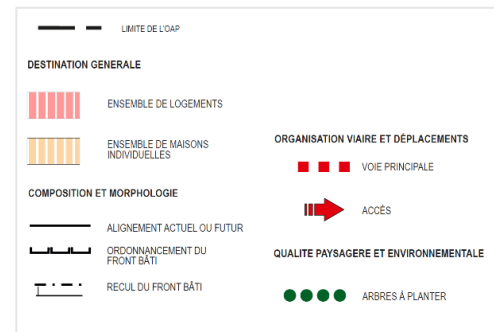 LIMITE DE L'OAP
DESTINATION GENERALE
ENSEMBLE DE LOGEMENTS
ENSEMBLE DE MAISONS
INDIVIDUELLES
COMPOSITION ET MORPHOLOGIE
ALIGNEMENT ACTUEL OU FUTUR
ORDONNANCEMENT DU
FRONT BÂTI
RECUL DU FRONT BÂTI
ORGANISATION VIAIRE ET DÉPLACEMENTS
VOIE PRINCIPALE
ACCÈS
QUALITE PAYSAGERE ET ENVIRONNEMENTALE
ARBRES À PLANTER